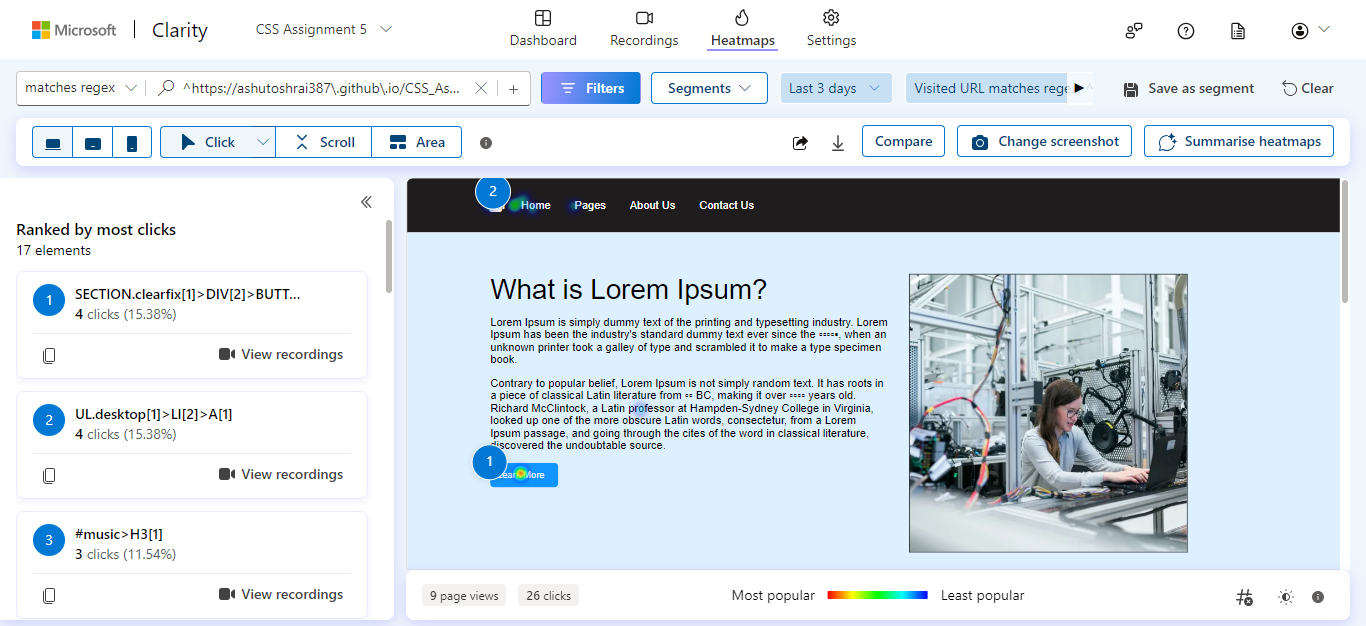 Microsoft
Clarity
CSS Assignment 5
Dashboard
Recordings
Heatmaps
Settings
matches regex
^https://ashutoshrai387\.github\.io/CSS_As...
Filters
Segments
Last 3 days
Visited URL matches rege
Save as segment
Clear
Click
Scroll
Area
Compare
Change screenshot
Summarise heatmaps
Ranked by most clicks
17 elements
1
SECTION.clearfix[1]>DIV[2]>BUTT...
4 clicks (15.38%)
View recordings
2
UL.desktop[1]>LI[2]>A[1]
4 clicks (15.38%)
View recordings
3
#music>H3[1]
3 clicks (11.54%)
View recordings
2
Home
Pages
About Us
Contact Us
What is Lorem Ipsum?
Lorem Ipsum is simply dummy text of the printing and typesetting industry. Lorem
Ipsum has been the industry's standard dummy text ever since the •••••, when an
unknown printer took a galley of type and scrambled it to make a type specimen
book.
Contrary to popular belief, Lorem Ipsum is not simply random text. It has roots in
a piece of classical Latin literature from •• BC, making it over •••• years old.
Richard McClintock, a Latin professor at Hampden-Sydney College in Virginia,
looked up one of the more obscure Latin words, consectetur, from a Lorem
Ipsum passage, and going through the cites of the word in classical literature,
discovered the undoubtable source.
1
Learn More
9 page views
26 clicks
Most popular
Least popular